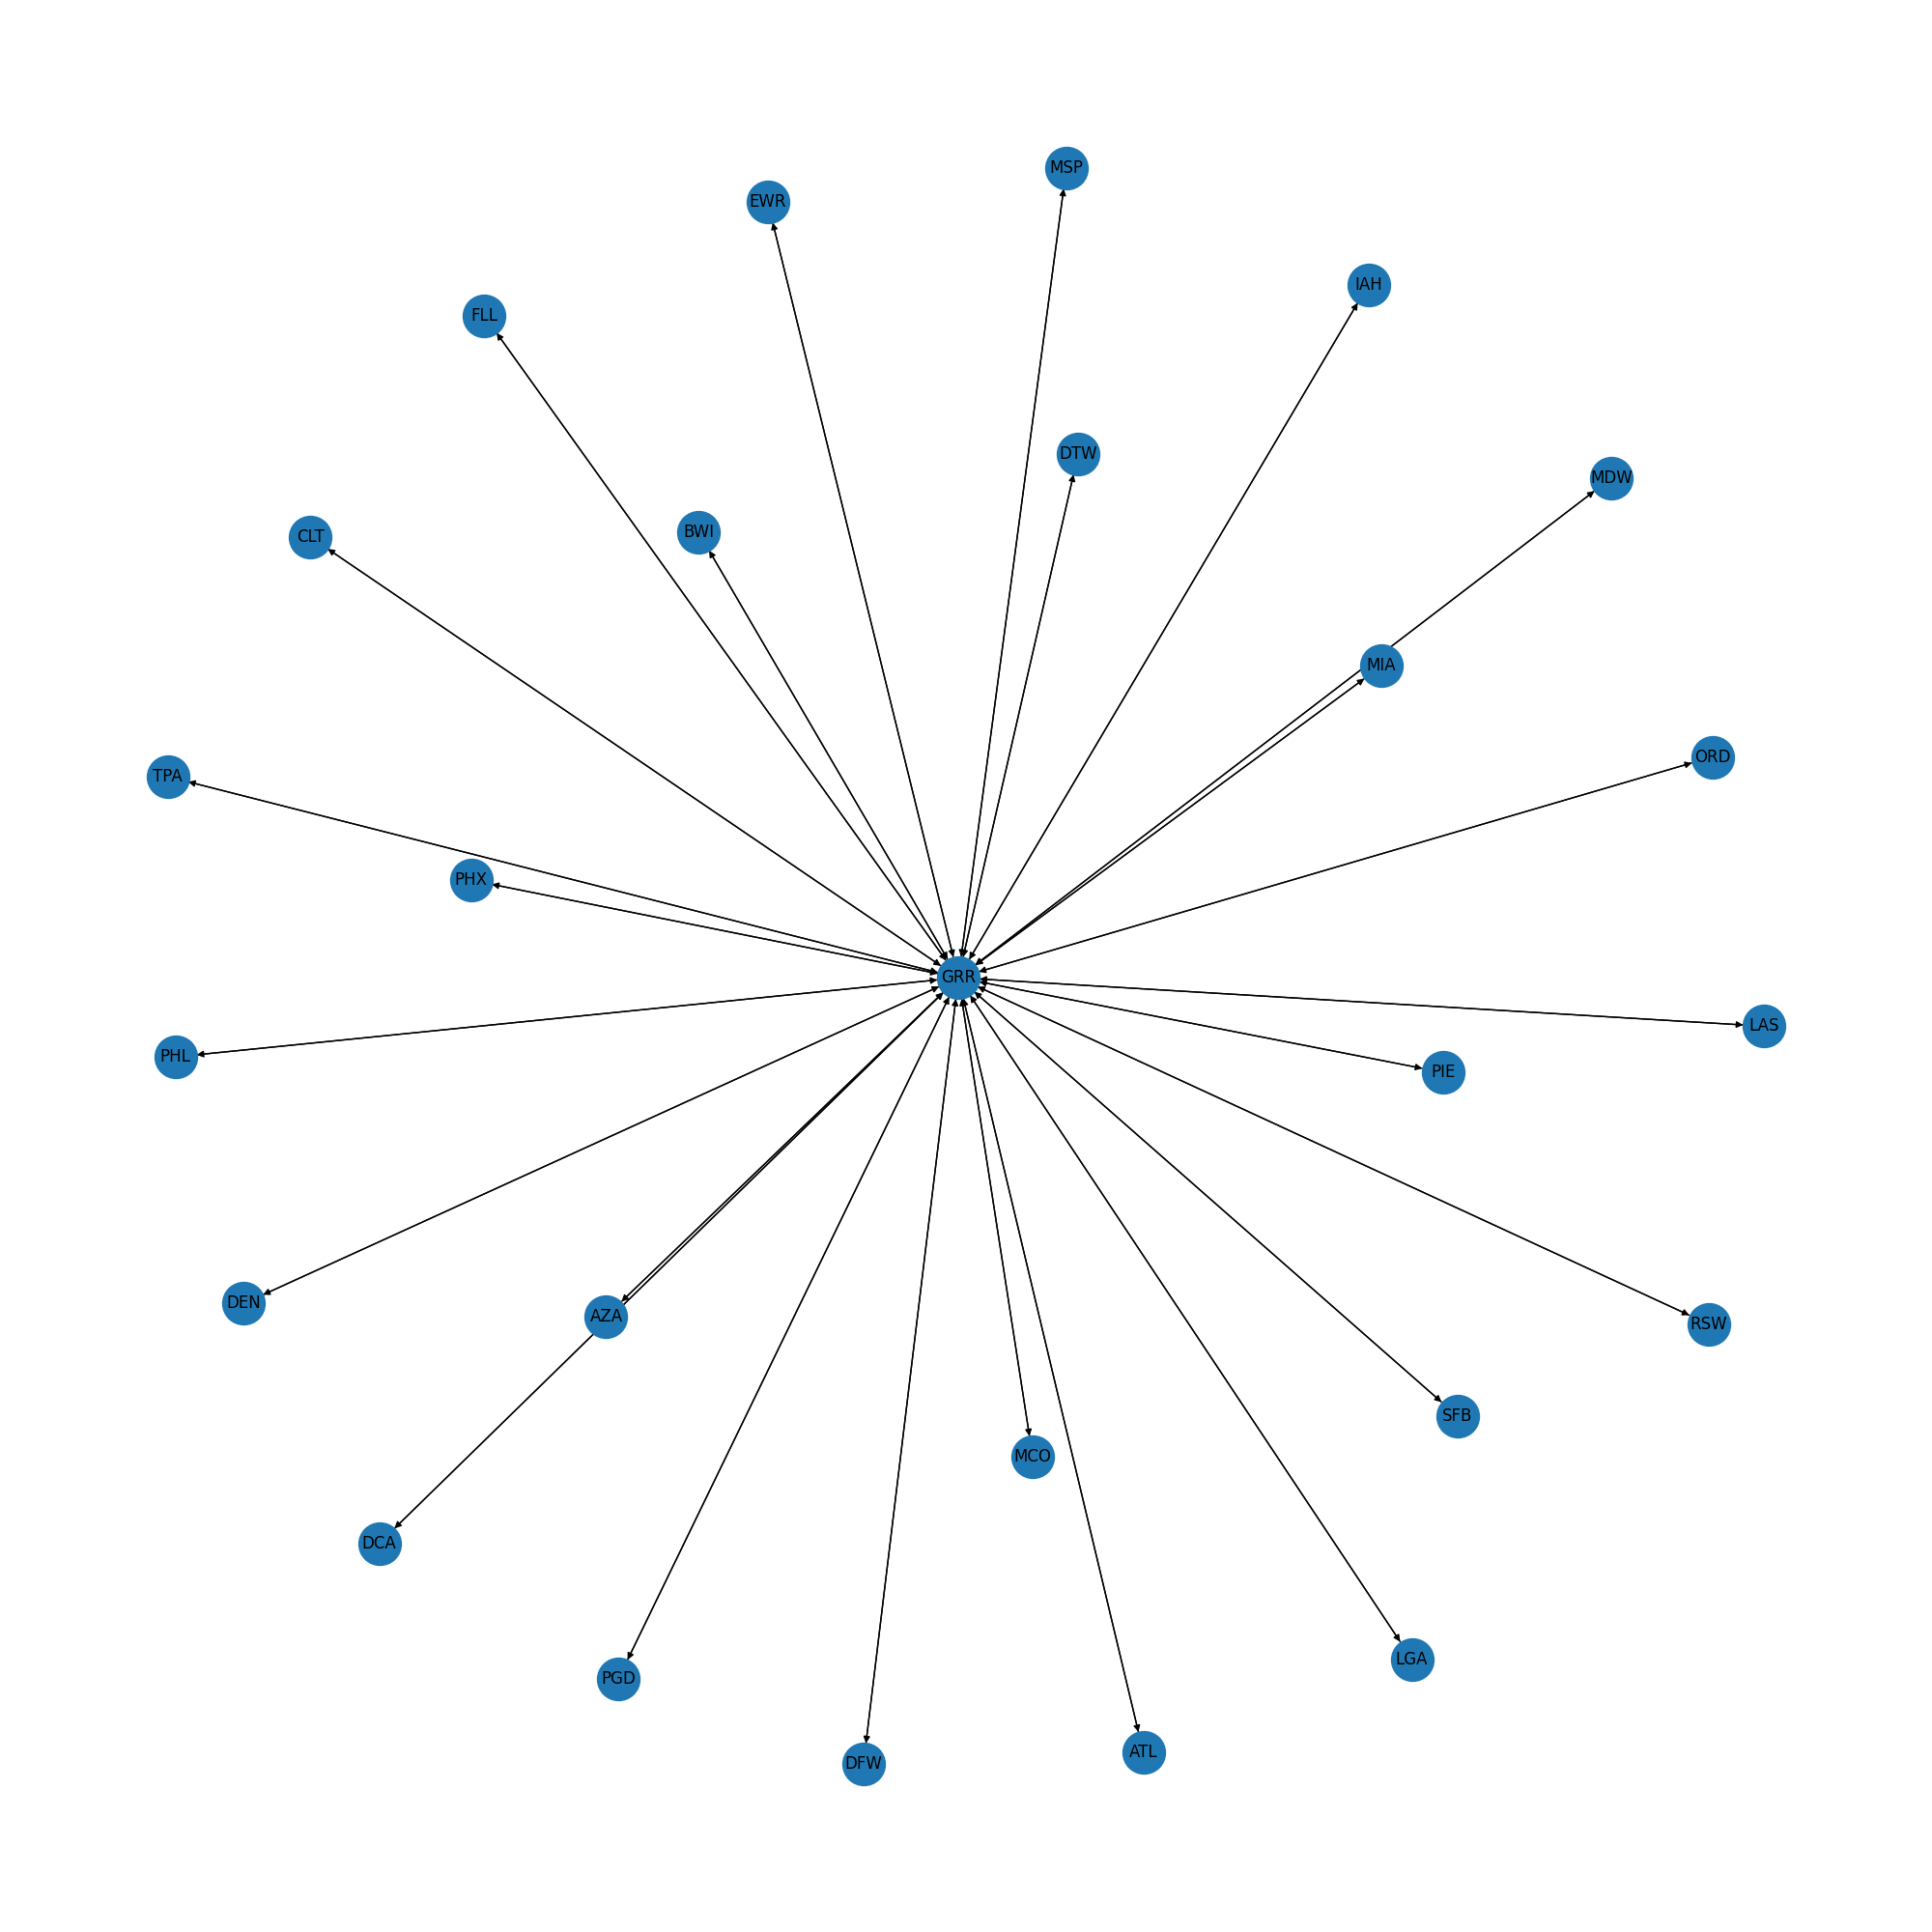 MSP
EWR
IAH
FLL
DTW
MDW
BWI
CLT
MIA
ORD
TPA
PHX
GRR
LAS
PHL
PIE
DEN
AZA
RSW
SFB
MCO
DCA
LGA
PGD
ATL
DFW